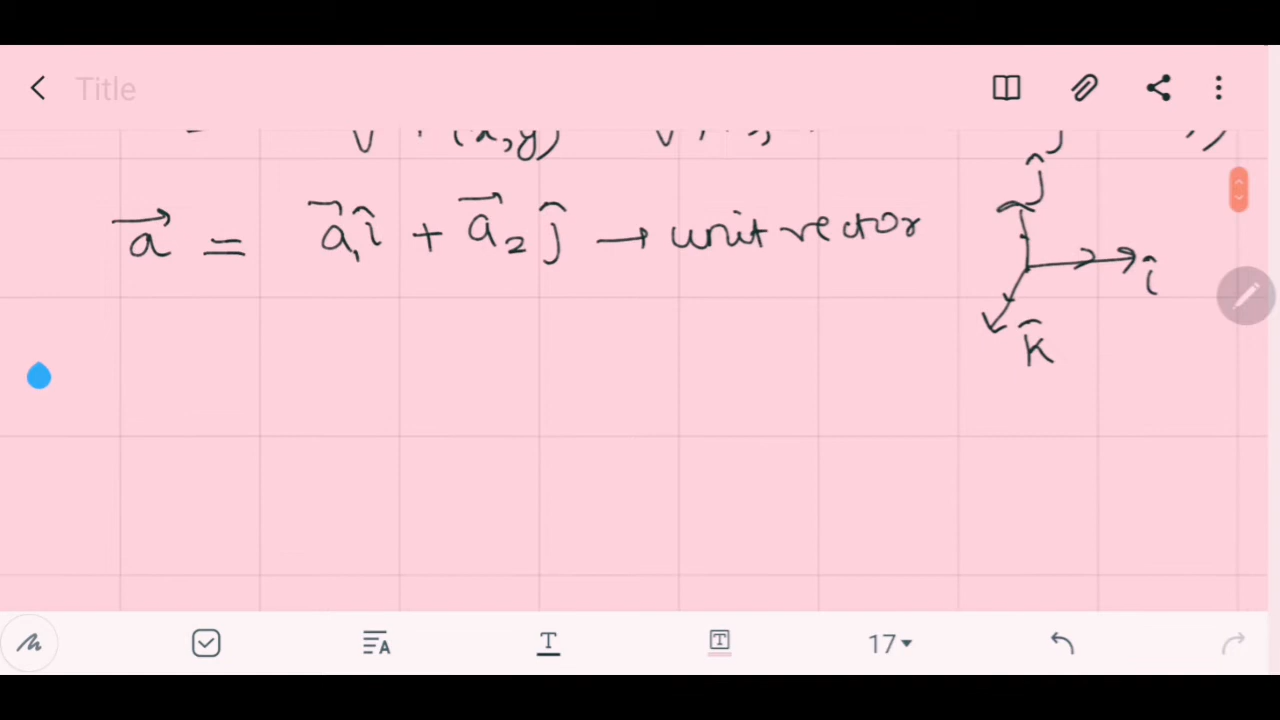 Title
(x,y)
ĵ
a⃗ = a⃗₁î + a⃗₂ĵ → unit vector
î
k̂
17